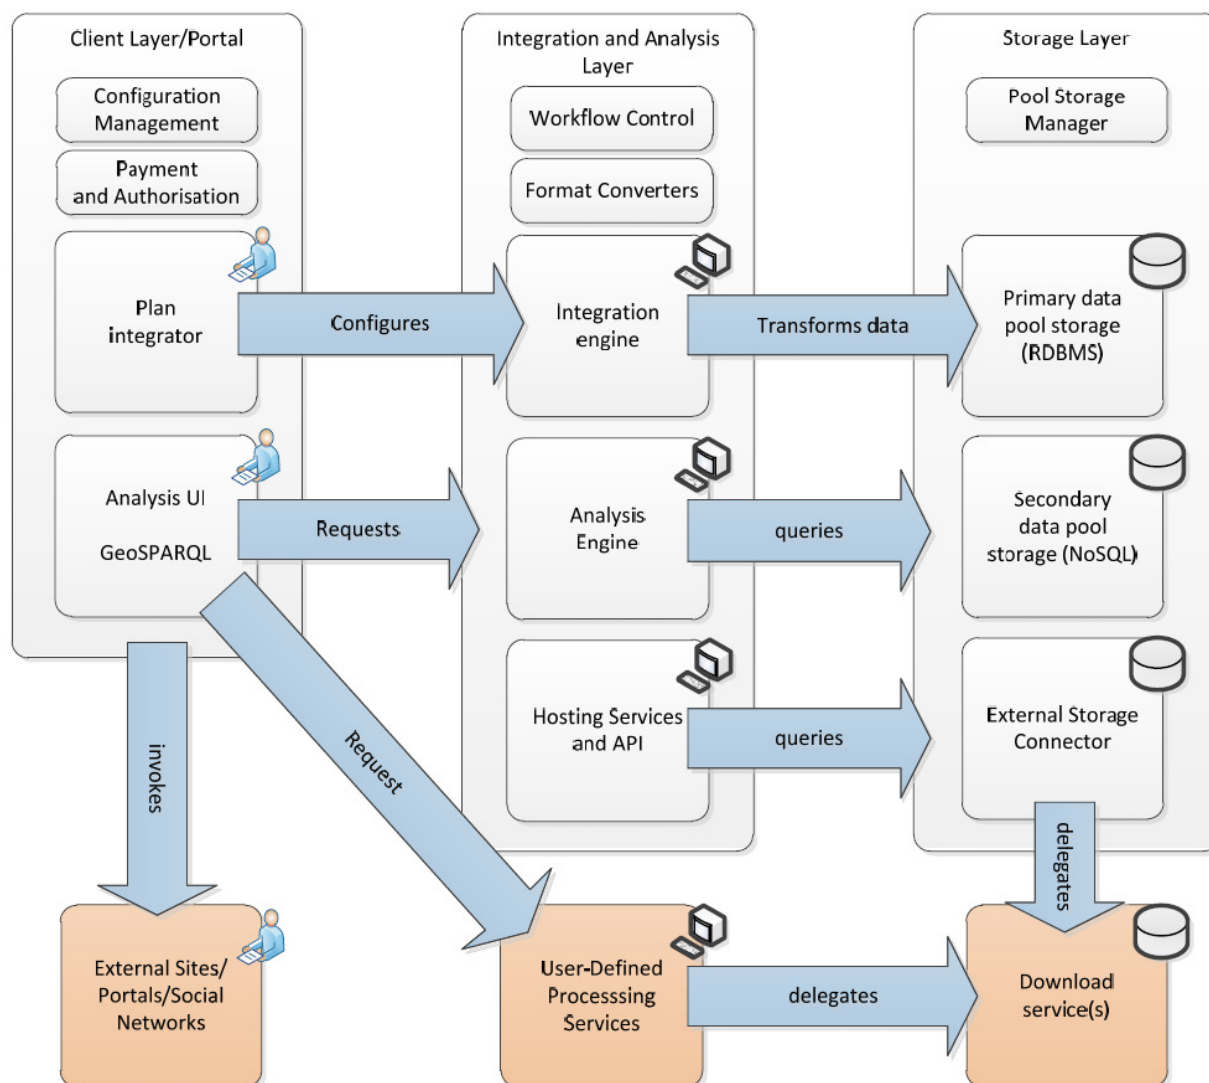 Client Layer/Portal
Configuration
Management
Payment
and Authorisation
Plan
integrator
Analysis UI
GeoSPARQL
Configures
Requests
invokes
Request
Integration and Analysis
Layer
Workflow Control
Format Converters
Integration
engine
Analysis
Engine
Hosting Services
and API
Transforms data
queries
queries
Storage Layer
Pool Storage
Manager
Primary data
pool storage
(RDBMS)
Secondary
data pool
storage (NoSQL)
External Storage
Connector
delegates
External Sites/
Portals/Social
Networks
User-Defined
Processsing
Services
delegates
Download
service(s)